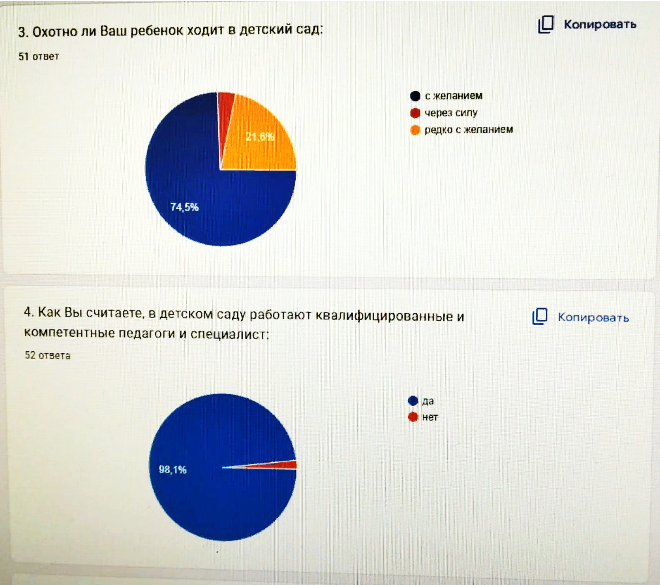 3. Охотно ли Ваш ребенок ходит в детский сад:
Копировать
51 ответ
с желанием
через силу
редко с желанием
21,6%
74,5%
4. Как Вы считаете, в детском саду работают квалифицированные и
компетентные педагоги и специалист:
Копировать
52 ответа
да
нет
98,1%